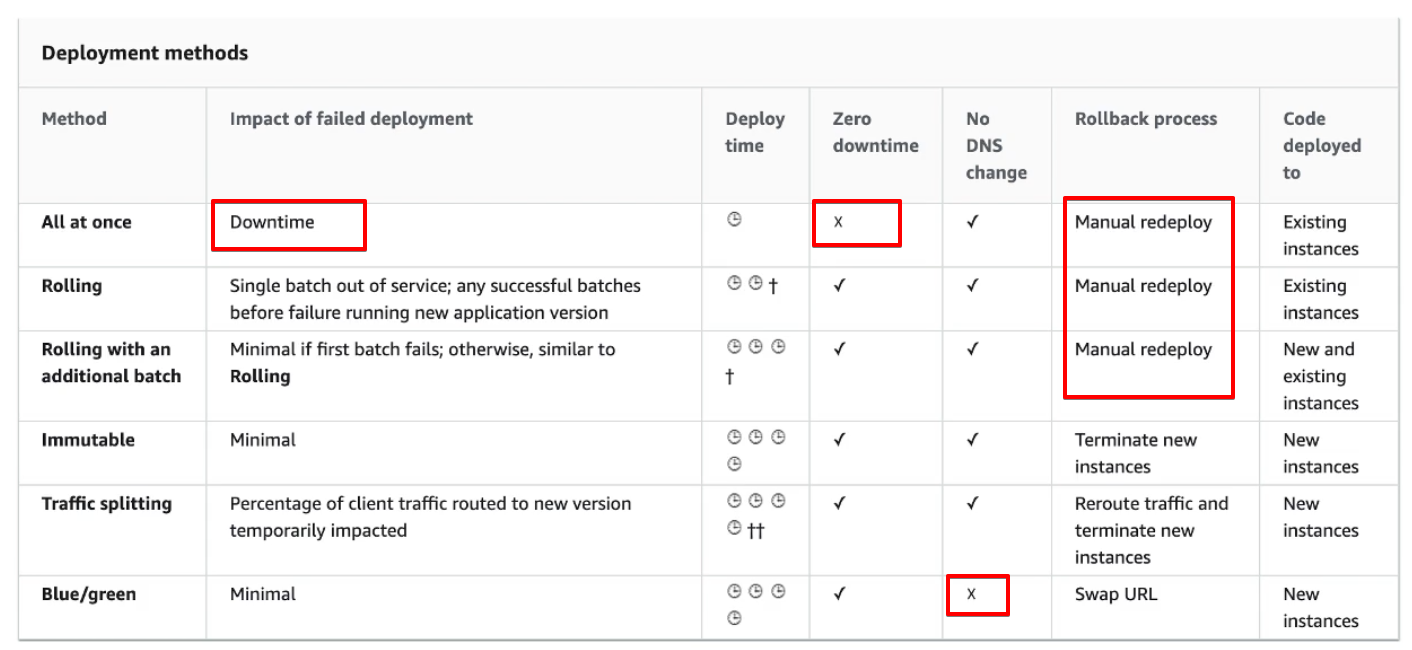 Deployment methods
Method Impact of failed deployment Deploy time Zero downtime No DNS change Rollback process Code deployed to
All at once Downtime ◷ X ✓ Manual redeploy Existing instances
Rolling Single batch out of service; any successful batches before failure running new application version ◷ ◷ † ✓ ✓ Manual redeploy Existing instances
Rolling with an additional batch Minimal if first batch fails; otherwise, similar to Rolling ◷ ◷ ◷ † ✓ ✓ Manual redeploy New and existing instances
Immutable Minimal ◷ ◷ ◷ ◷ ✓ ✓ Terminate new instances New instances
Traffic splitting Percentage of client traffic routed to new version temporarily impacted ◷ ◷ ◷ ◷ †† ✓ ✓ Reroute traffic and terminate new instances New instances
Blue/green Minimal ◷ ◷ ◷ ◷ ✓ X Swap URL New instances